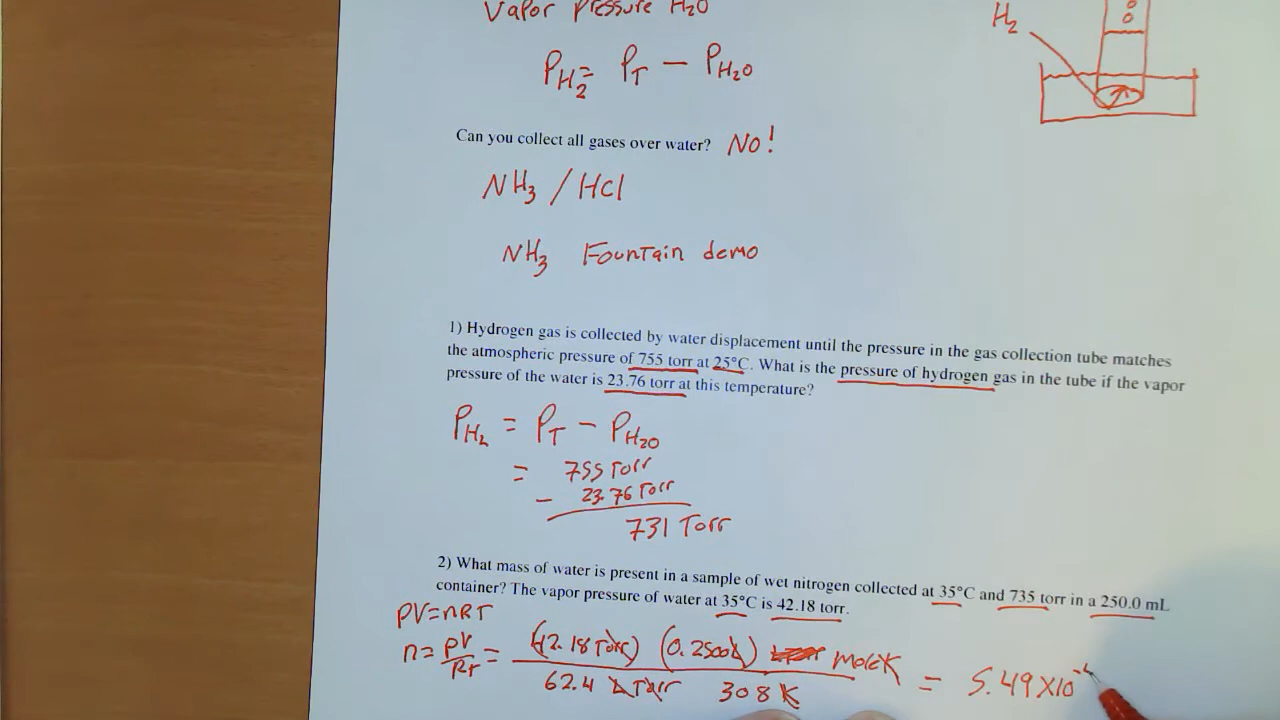 Vapor Pressure H2O
H2
PH2 = PT - PH2O
Can you collect all gases over water? NO!
NH3 / HCl
NH3 Fountain demo
1) Hydrogen gas is collected by water displacement until the pressure in the gas collection tube matches
the atmospheric pressure of 755 torr at 25°C. What is the pressure of hydrogen gas in the tube if the vapor
pressure of the water is 23.76 torr at this temperature?
PH2 = PT - PH2O
= 755 Torr
- 23.76 Torr
731 Torr
2) What mass of water is present in a sample of wet nitrogen collected at 35°C and 735 torr in a 250.0 mL
container? The vapor pressure of water at 35°C is 42.18 torr.
PV=nRT
n = PV/RT = (42.18 Torr) (0.2500L) mole K = 5.49 x 10-4
62.4 L Torr 308 K